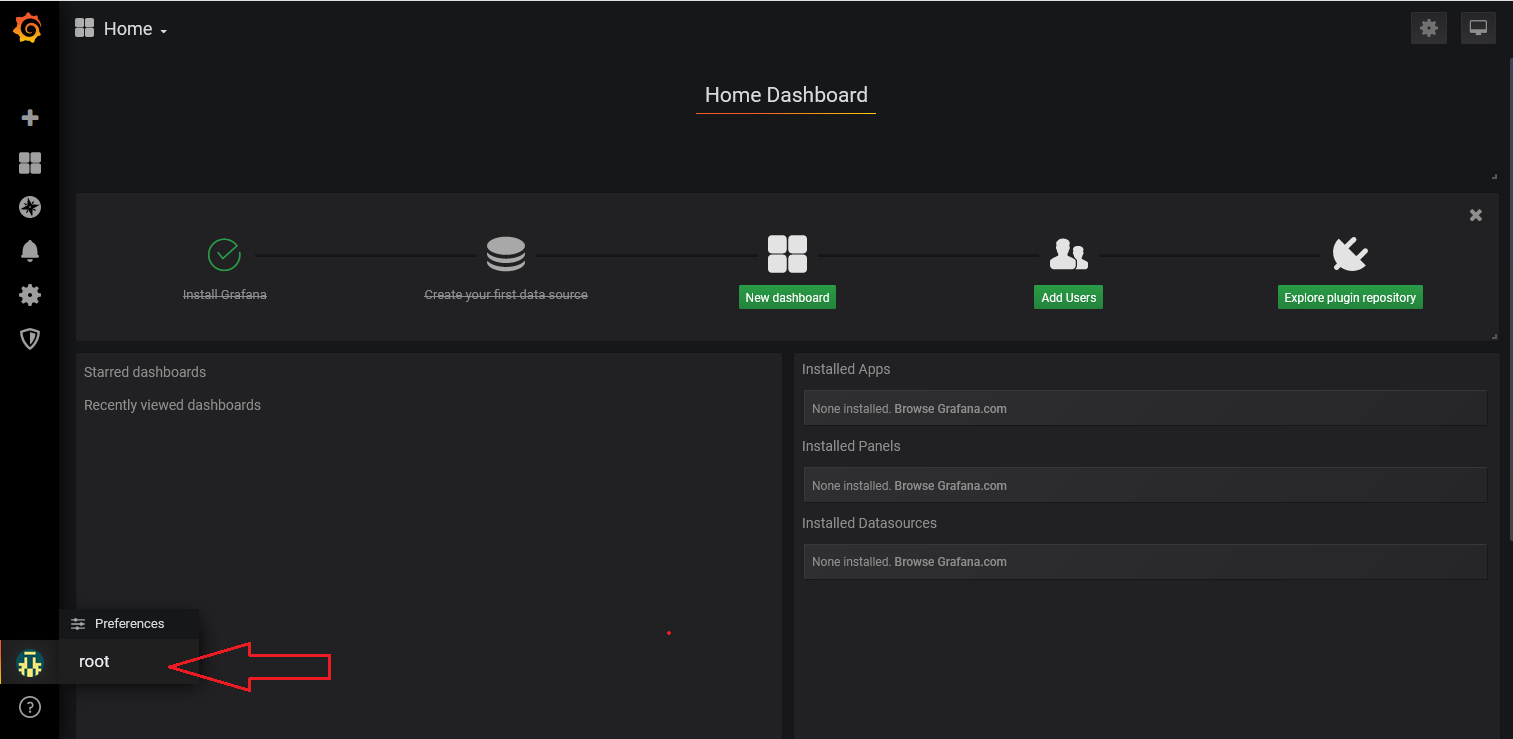 Home
Home Dashboard
Install Grafana
Create your first data source
New dashboard
Add Users
Explore plugin repository
Starred dashboards
Recently viewed dashboards
Installed Apps
None installed. Browse Grafana.com
Installed Panels
None installed. Browse Grafana.com
Installed Datasources
None installed. Browse Grafana.com
Preferences
root
?